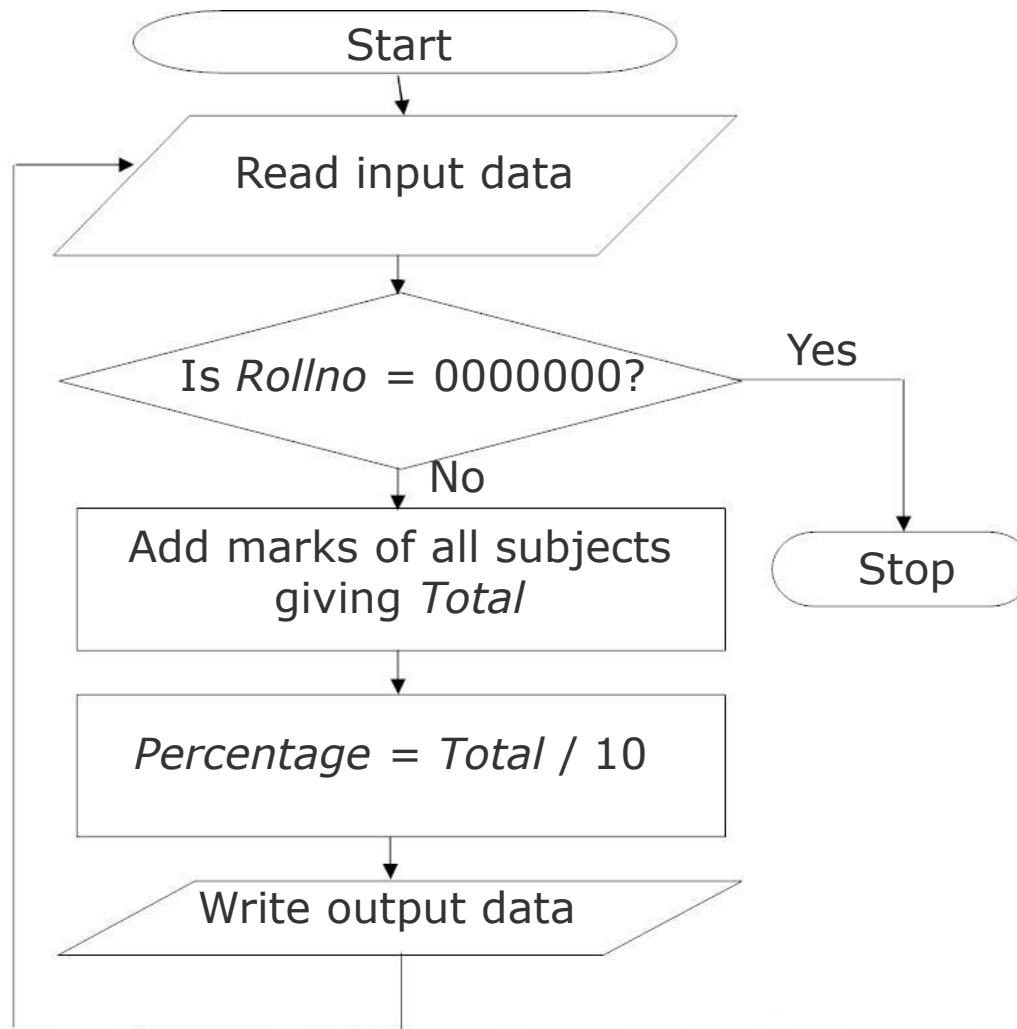 Start
Read input data
Is Rollno = 0000000?
Yes
No
Add marks of all subjects
giving Total
Stop
Percentage = Total / 10
Write output data